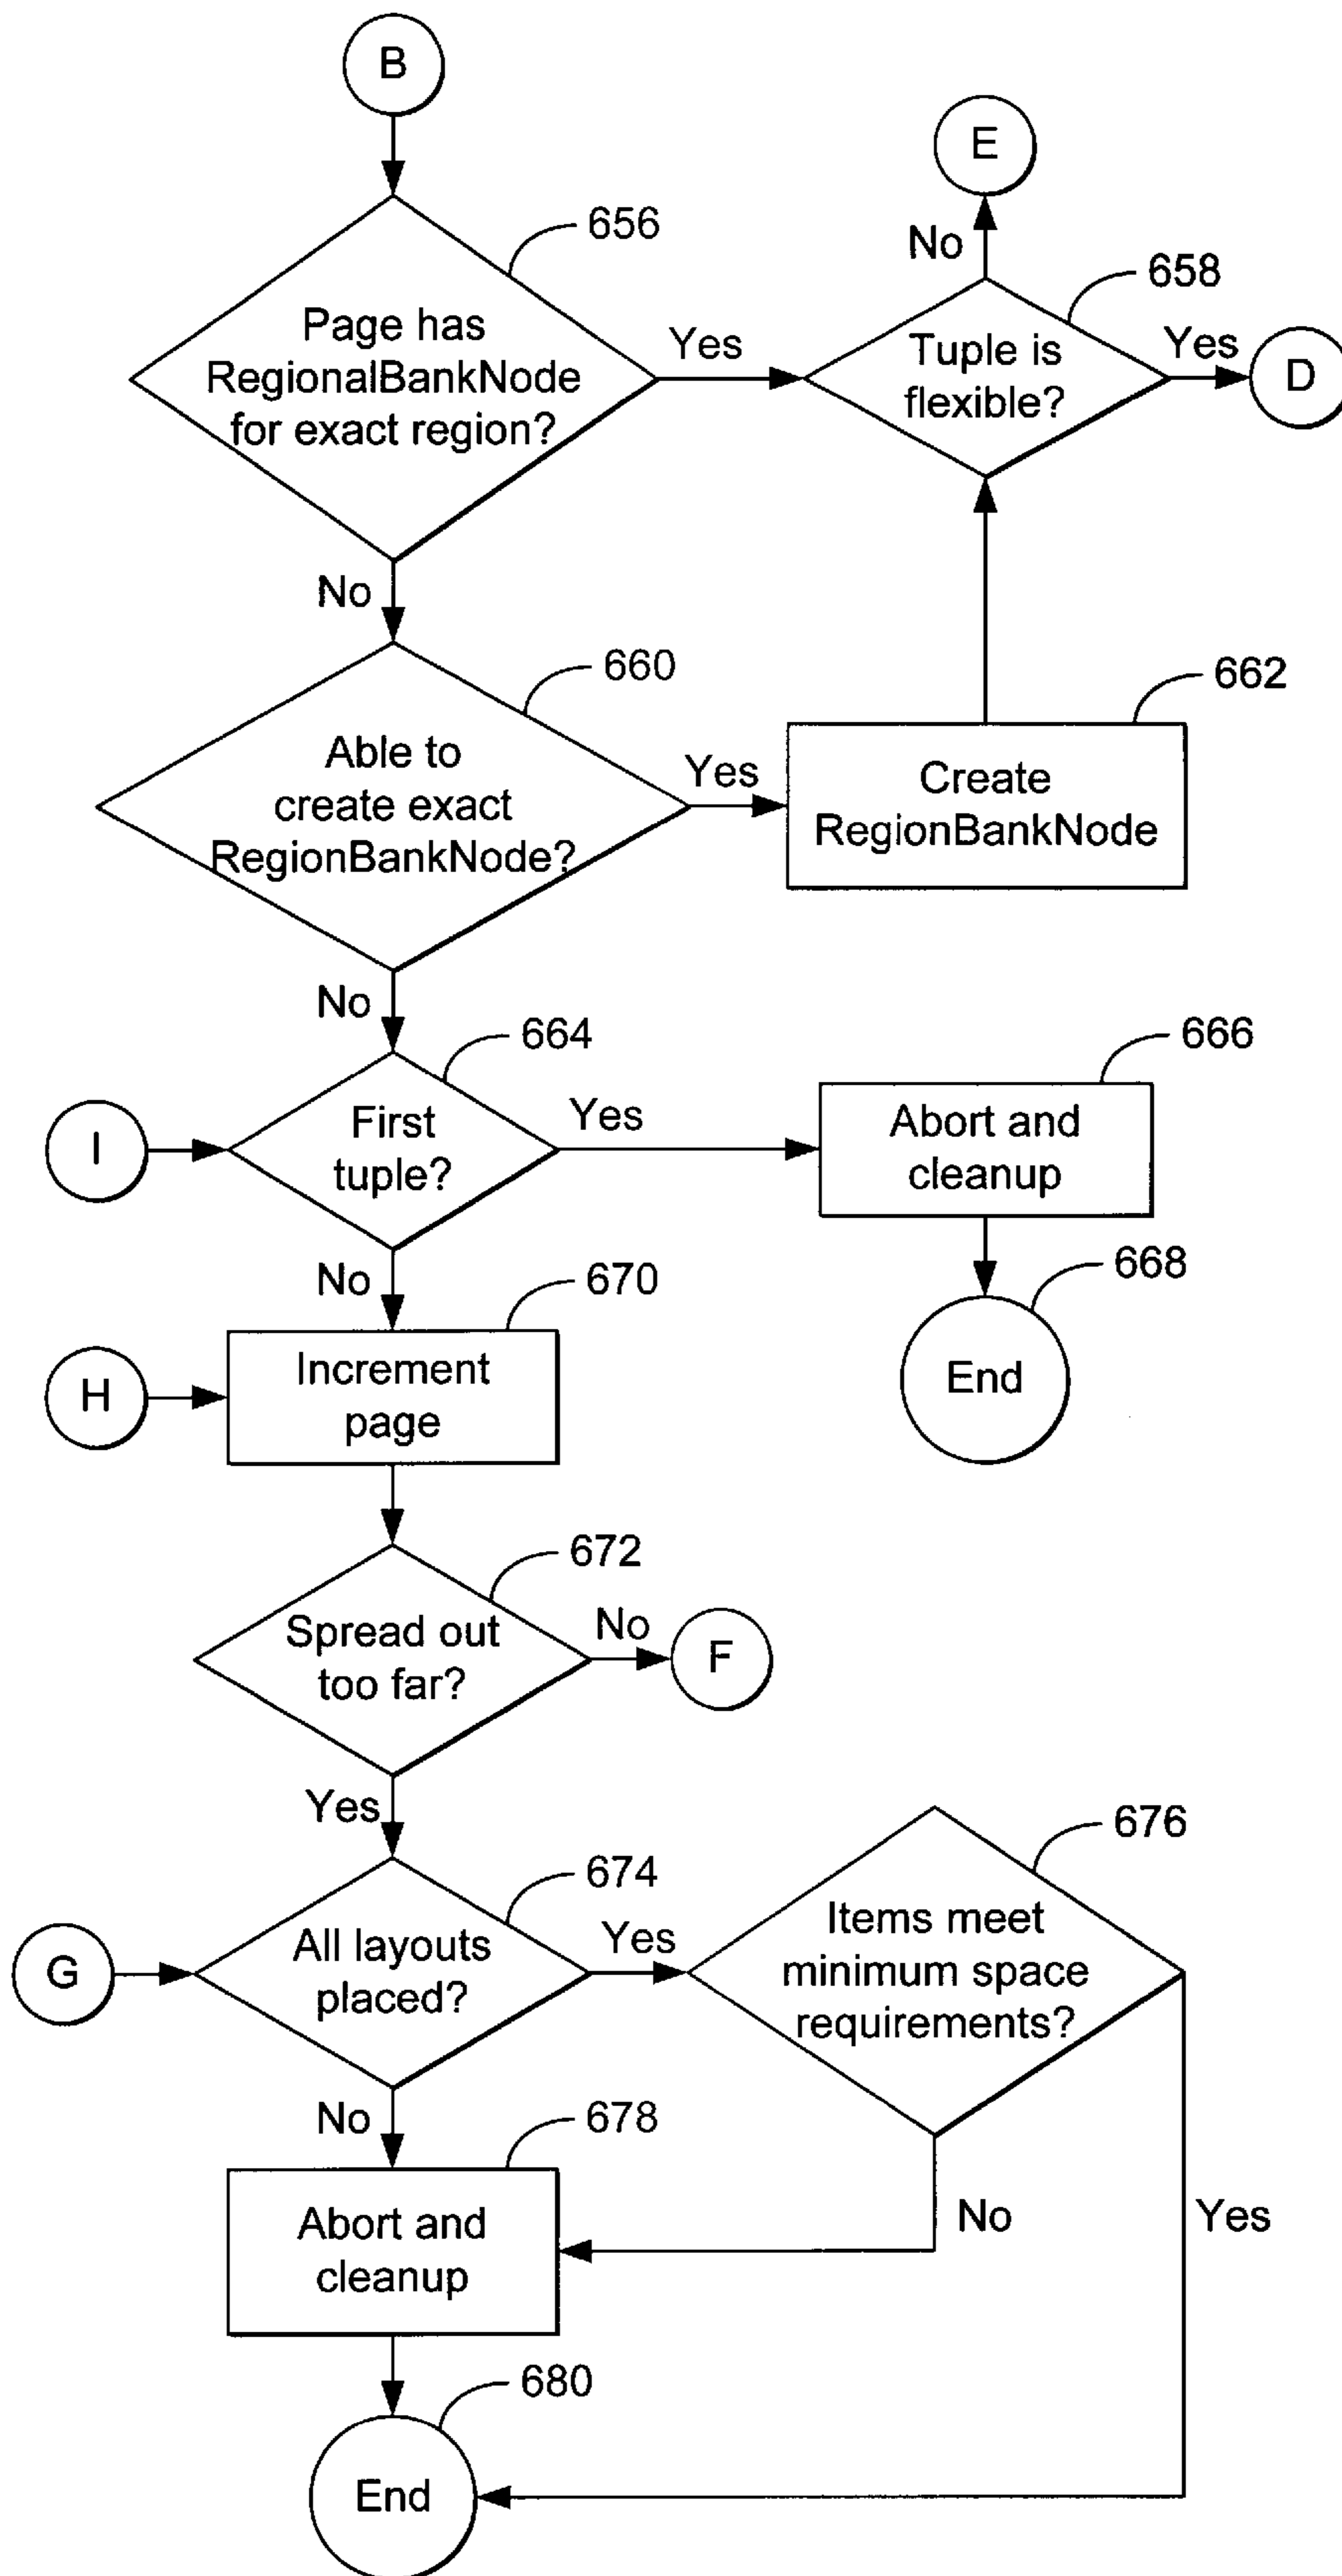 B
656
Page has
RegionalBankNode
for exact region?
Yes
E
No
658
Tuple is
flexible?
Yes
D
No
660
Able to
create exact
RegionBankNode?
Yes
662
Create
RegionBankNode
No
664
I
First
tuple?
Yes
666
Abort and
cleanup
668
End
No
670
H
Increment
page
672
Spread out
too far?
No
F
Yes
674
G
All layouts
placed?
Yes
676
Items meet
minimum space
requirements?
No
678
Abort and
cleanup
No
Yes
680
End